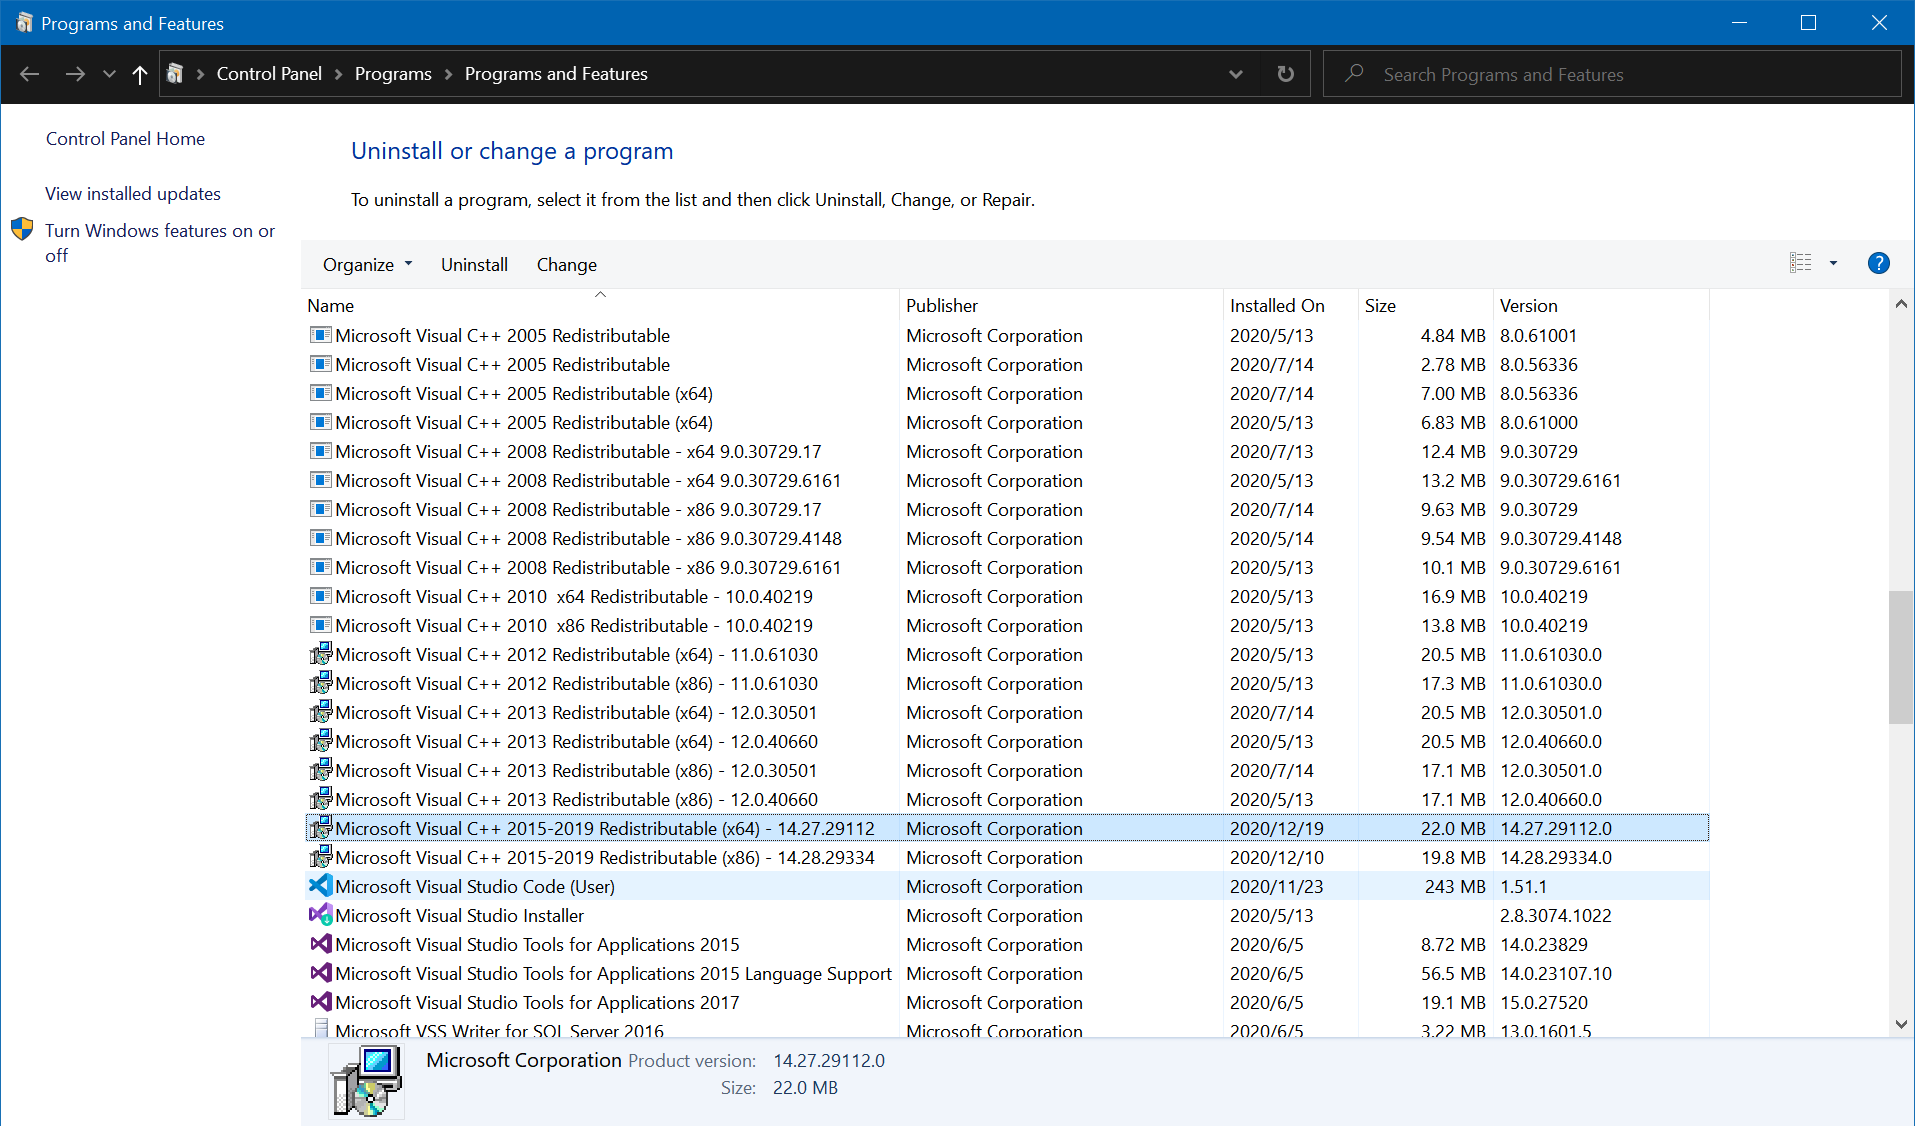 Programs and Features
Control Panel > Programs > Programs and Features
Search Programs and Features
Control Panel Home
View installed updates
Turn Windows features on or
off
Uninstall or change a program
To uninstall a program, select it from the list and then click Uninstall, Change, or Repair.
Organize Uninstall Change
Name Publisher Installed On Size Version
Microsoft Visual C++ 2005 Redistributable Microsoft Corporation 2020/5/13 4.84 MB 8.0.61001
Microsoft Visual C++ 2005 Redistributable Microsoft Corporation 2020/7/14 2.78 MB 8.0.56336
Microsoft Visual C++ 2005 Redistributable (x64) Microsoft Corporation 2020/7/14 7.00 MB 8.0.56336
Microsoft Visual C++ 2005 Redistributable (x64) Microsoft Corporation 2020/5/13 6.83 MB 8.0.61000
Microsoft Visual C++ 2008 Redistributable - x64 9.0.30729.17 Microsoft Corporation 2020/7/13 12.4 MB 9.0.30729
Microsoft Visual C++ 2008 Redistributable - x64 9.0.30729.6161 Microsoft Corporation 2020/5/13 13.2 MB 9.0.30729.6161
Microsoft Visual C++ 2008 Redistributable - x86 9.0.30729.17 Microsoft Corporation 2020/7/14 9.63 MB 9.0.30729
Microsoft Visual C++ 2008 Redistributable - x86 9.0.30729.4148 Microsoft Corporation 2020/5/14 9.54 MB 9.0.30729.4148
Microsoft Visual C++ 2008 Redistributable - x86 9.0.30729.6161 Microsoft Corporation 2020/5/13 10.1 MB 9.0.30729.6161
Microsoft Visual C++ 2010  x64 Redistributable - 10.0.40219 Microsoft Corporation 2020/5/13 16.9 MB 10.0.40219
Microsoft Visual C++ 2010  x86 Redistributable - 10.0.40219 Microsoft Corporation 2020/5/13 13.8 MB 10.0.40219
Microsoft Visual C++ 2012 Redistributable (x64) - 11.0.61030 Microsoft Corporation 2020/5/13 20.5 MB 11.0.61030.0
Microsoft Visual C++ 2012 Redistributable (x86) - 11.0.61030 Microsoft Corporation 2020/5/13 17.3 MB 11.0.61030.0
Microsoft Visual C++ 2013 Redistributable (x64) - 12.0.30501 Microsoft Corporation 2020/7/14 20.5 MB 12.0.30501.0
Microsoft Visual C++ 2013 Redistributable (x64) - 12.0.40660 Microsoft Corporation 2020/5/13 20.5 MB 12.0.40660.0
Microsoft Visual C++ 2013 Redistributable (x86) - 12.0.30501 Microsoft Corporation 2020/7/14 17.1 MB 12.0.30501.0
Microsoft Visual C++ 2013 Redistributable (x86) - 12.0.40660 Microsoft Corporation 2020/5/13 17.1 MB 12.0.40660.0
Microsoft Visual C++ 2015-2019 Redistributable (x64) - 14.27.29112 Microsoft Corporation 2020/12/19 22.0 MB 14.27.29112.0
Microsoft Visual C++ 2015-2019 Redistributable (x86) - 14.28.29334 Microsoft Corporation 2020/12/10 19.8 MB 14.28.29334.0
Microsoft Visual Studio Code (User) Microsoft Corporation 2020/11/23 243 MB 1.51.1
Microsoft Visual Studio Installer Microsoft Corporation 2020/5/13 2.8.3074.1022
Microsoft Visual Studio Tools for Applications 2015 Microsoft Corporation 2020/6/5 8.72 MB 14.0.23829
Microsoft Visual Studio Tools for Applications 2015 Language Support Microsoft Corporation 2020/6/5 56.5 MB 14.0.23107.10
Microsoft Visual Studio Tools for Applications 2017 Microsoft Corporation 2020/6/5 19.1 MB 15.0.27520
Microsoft VSS Writer for SQL Server 2016 Microsoft Corporation 2020/6/5 3.22 MB 13.0.1601.5
Microsoft Corporation Product version: 14.27.29112.0
Size: 22.0 MB